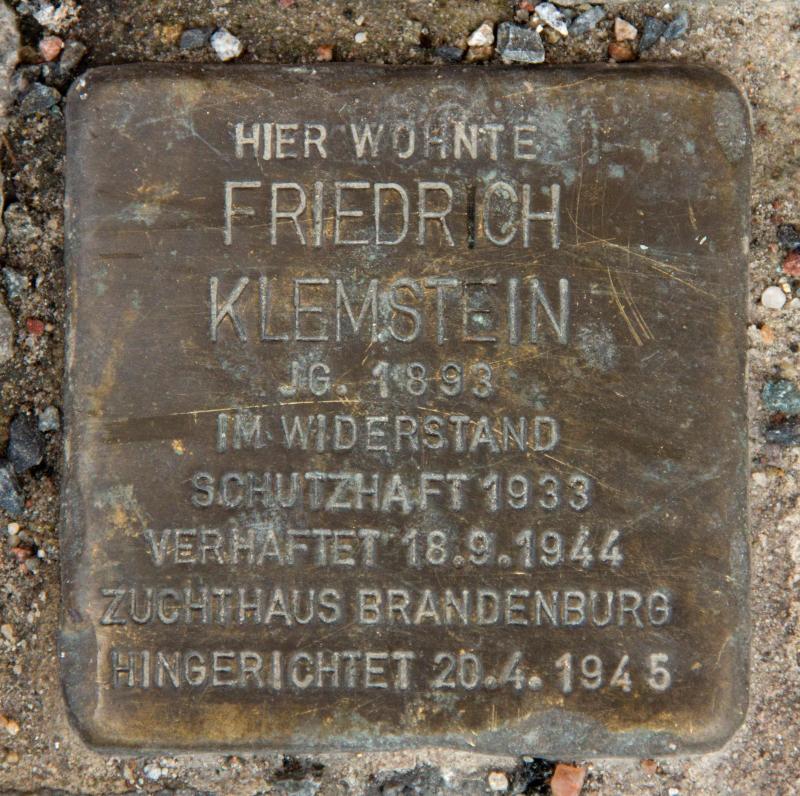 HIER WOHNTE
FRIEDRICH
KLEMSTEIN
JG. 1893
IM WIDERSTAND
SCHUTZHAFT 1933
VERHAFTET 18.9.1944
ZUCHTHAUS BRANDENBURG
HINGERICHTET 20.4.1945